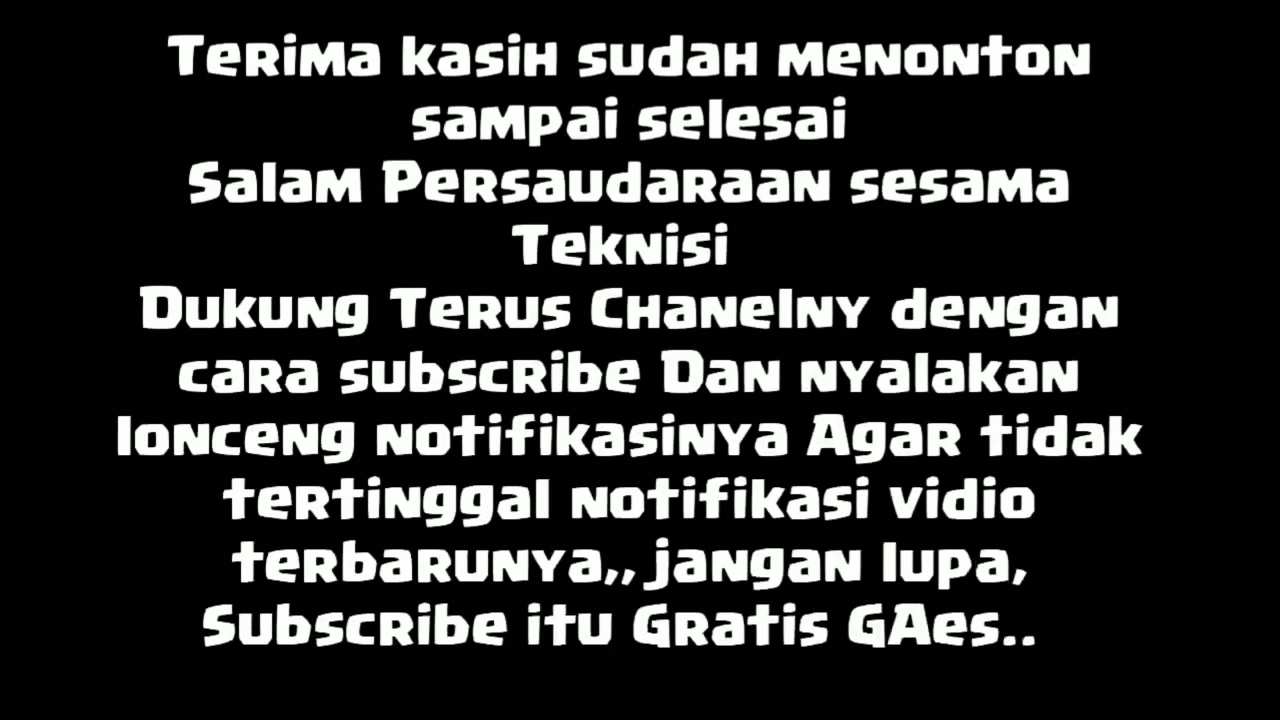 Terima kasih sudah menonton
sampai selesai
Salam Persaudaraan sesama
Teknisi
Dukung Terus Chanelny dengan
cara subscribe Dan nyalakan
lonceng notifikasinya Agar tidak
tertinggal notifikasi vidio
terbarunya,, jangan lupa,
Subscribe itu Gratis GAes..